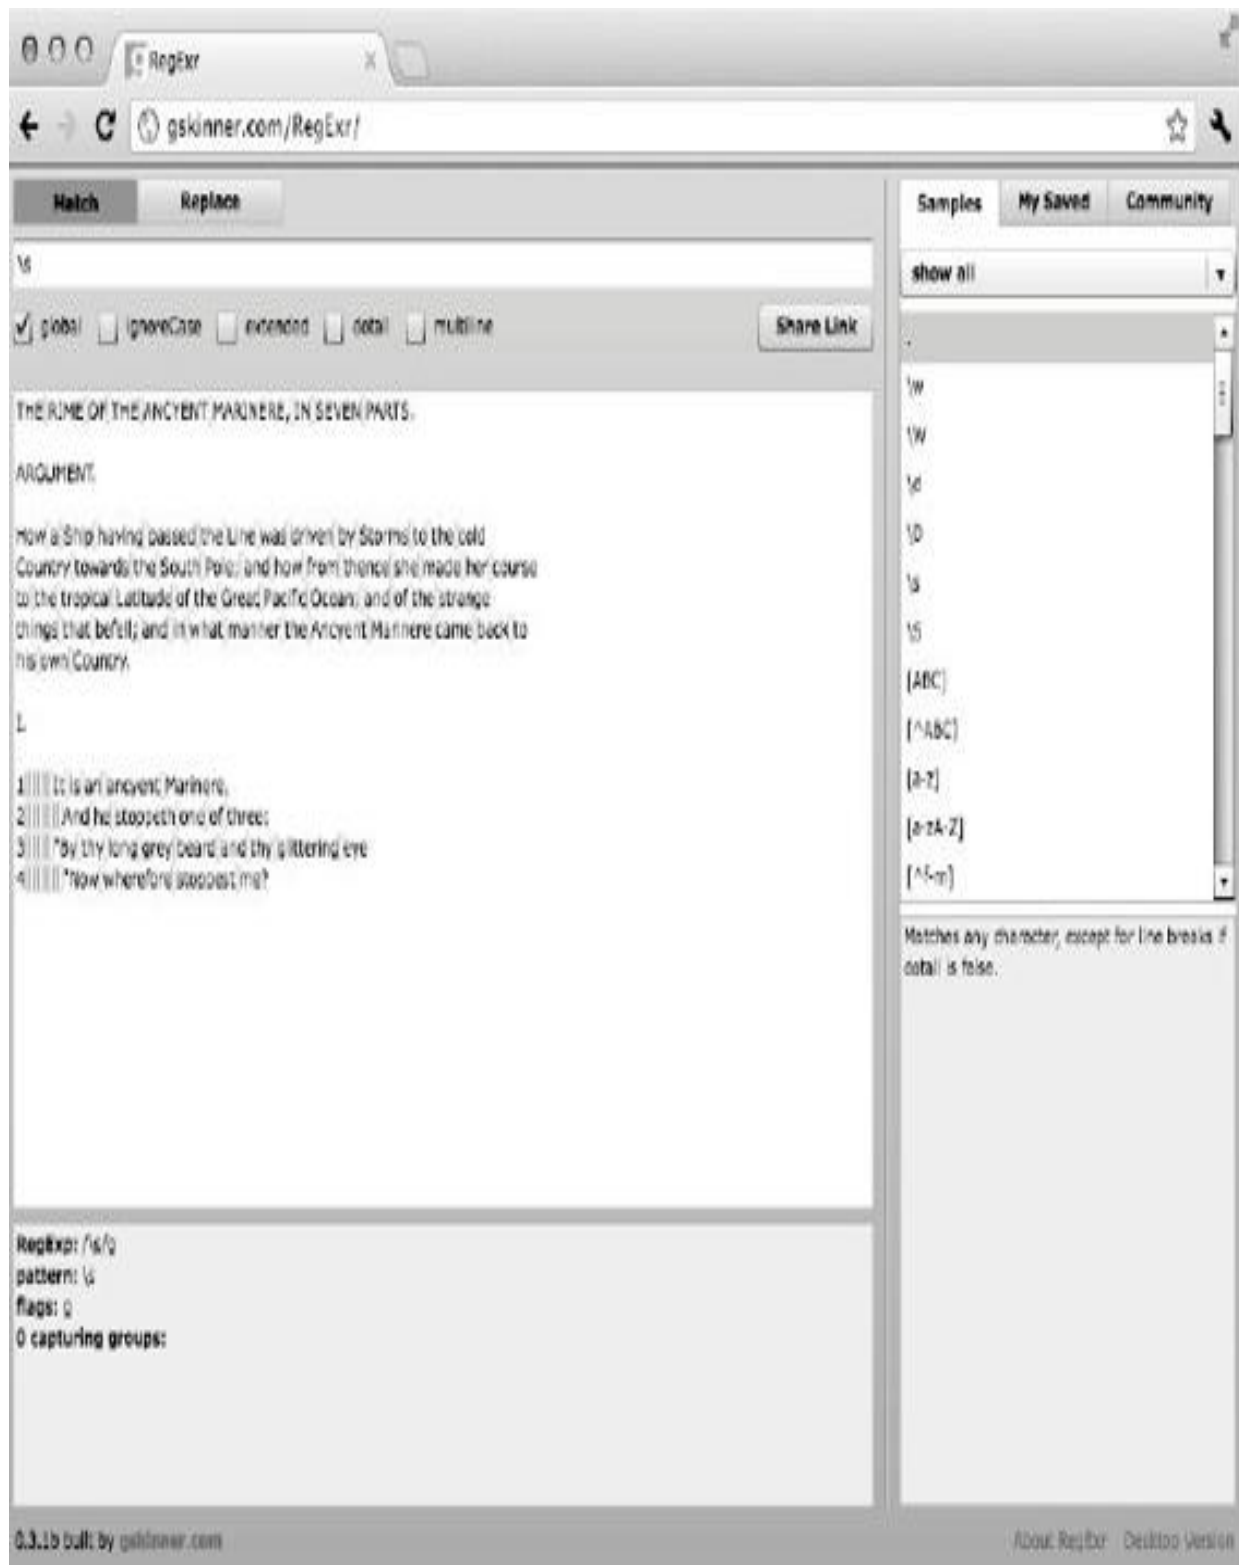 RegExr
gskinner.com/RegExr/
Match Replace
\s
global ignoreCase extended dotall multiline
Share Link
THE RIME OF THE ANCYENT MARINERE, IN SEVEN PARTS.
ARGUMENT.
How a Ship having passed the Line was driven by Storms to the cold
Country towards the South Pole; and how from thence she made her course
to the tropical Latitude of the Great Pacific Ocean; and of the strange
things that befell; and in what manner the Ancyent Marinere came back to
his own Country.
I.
1 It is an ancyent Marinere,
2 And he stoppeth one of three:
3 "By thy long grey beard and thy glittering eye
4 "Now wherefore stoppest me?
RegExp: /\s/g
pattern: \s
flags: g
0 capturing groups:
0.3.1b built by gskinner.com
Samples My Saved Community
show all
.
\w
\W
\d
\D
\s
\S
[ABC]
[^ABC]
[a-z]
[a-zA-Z]
[^f-m]
Matches any character, except for line breaks if
dotall is false.
About RegExr Desktop Version